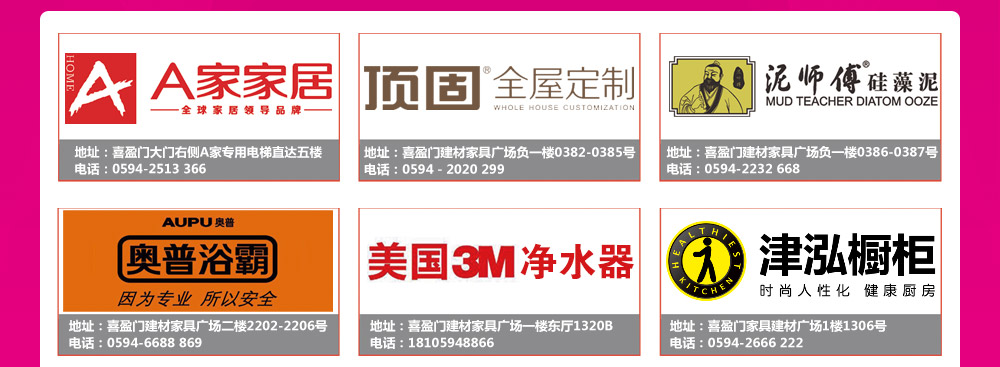 HOME
A家家居
全球家居领导品牌
地址：喜盈门大门右侧A家专用电梯直达五楼
电话：0594-2513 366
顶固®
全屋定制
WHOLE HOUSE CUSTOMIZATION
地址：喜盈门建材家具广场负一楼0382-0385号
电话：0594 - 2020 299
泥师傅®硅藻泥
MUD TEACHER DIATOM OOZE
地址：喜盈门建材家具广场负一楼0386-0387号
电话：0594-2232 668
AUPU 奥普
奥普浴霸
因为专业 所以安全
地址：喜盈门建材家具广场二楼2202-2206号
电话：0594-6688 869
美国3M净水器
地址：喜盈门建材家具广场一楼东厅1320B
电话：18105948866
HEALTHIEST KITCHEN
津泓橱柜
时尚人性化 健康厨房
地址：喜盈门家具建材广场1楼1306号
电话：0594-2666 222